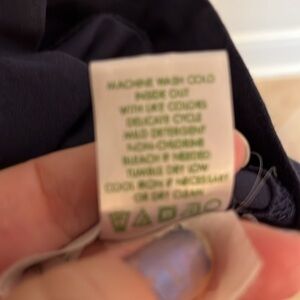 MACHINE WASH COLD
INSIDE OUT
WITH LIKE COLORS
DELICATE CYCLE
MILD DETERGENT
NON-CHLORINE
BLEACH IF NEEDED
TUMBLE DRY LOW
COOL IRON IF NECESSARY
OR DRY CLEAN